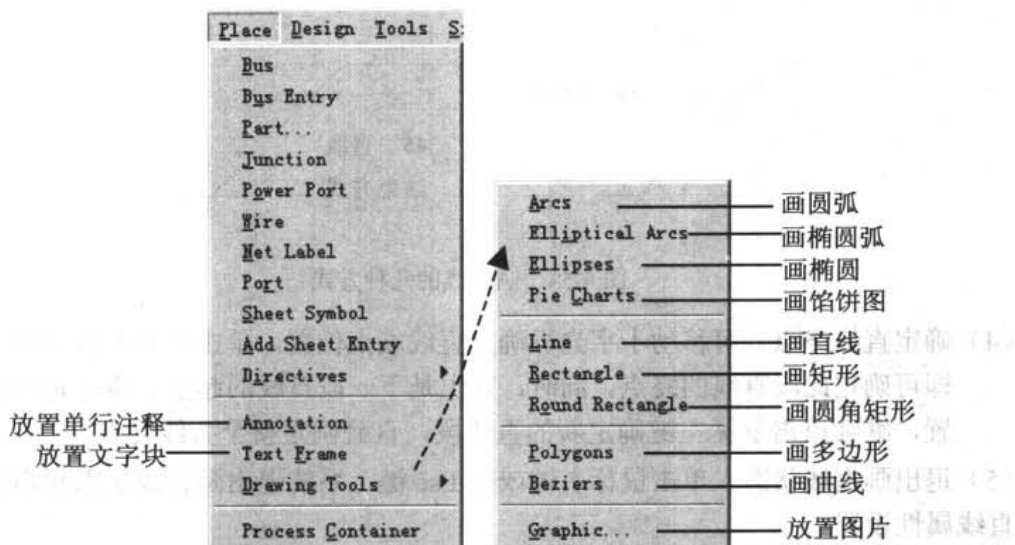 Place Design Tools S
Bus
Bus Entry
Part...
Junction
Power Port
Wire
Net Label
Port
Sheet Symbol
Add Sheet Entry
Directives
放置单行注释 Annotation
放置文字块 Text Frame
Drawing Tools
Process Container
Arcs 画圆弧
Elliptical Arcs 画椭圆弧
Ellipses 画椭圆
Pie Charts 画馅饼图
Line 画直线
Rectangle 画矩形
Round Rectangle 画圆角矩形
Polygons 画多边形
Beziers 画曲线
Graphic... 放置图片